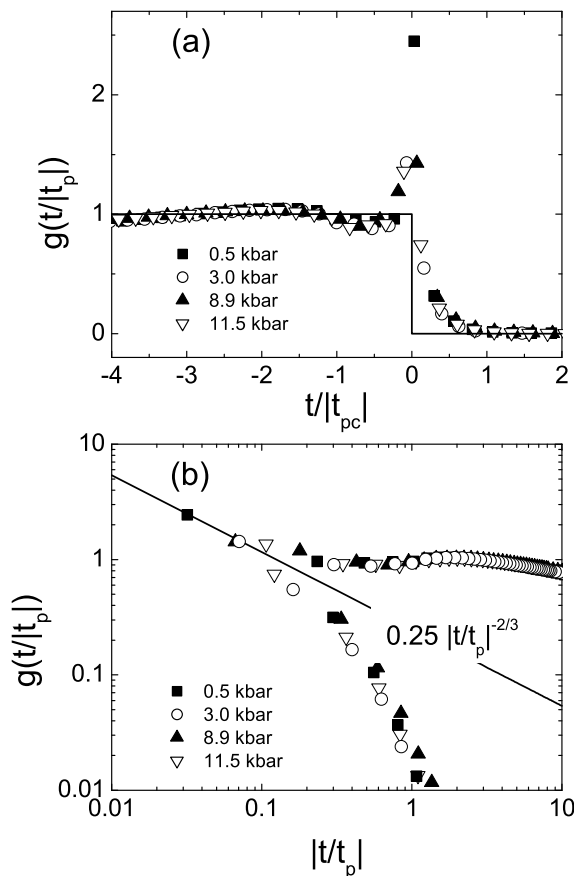 (a)
2
1
0
g(t/|t_p|)
0.5 kbar
3.0 kbar
8.9 kbar
11.5 kbar
-4 -3 -2 -1 0 1 2
t/|t_pc|
(b)
10
1
0.1
0.01
g(t/|t_p|)
0.25 |t/t_p|^-2/3
0.5 kbar
3.0 kbar
8.9 kbar
11.5 kbar
0.01 0.1 1 10
|t/t_p|